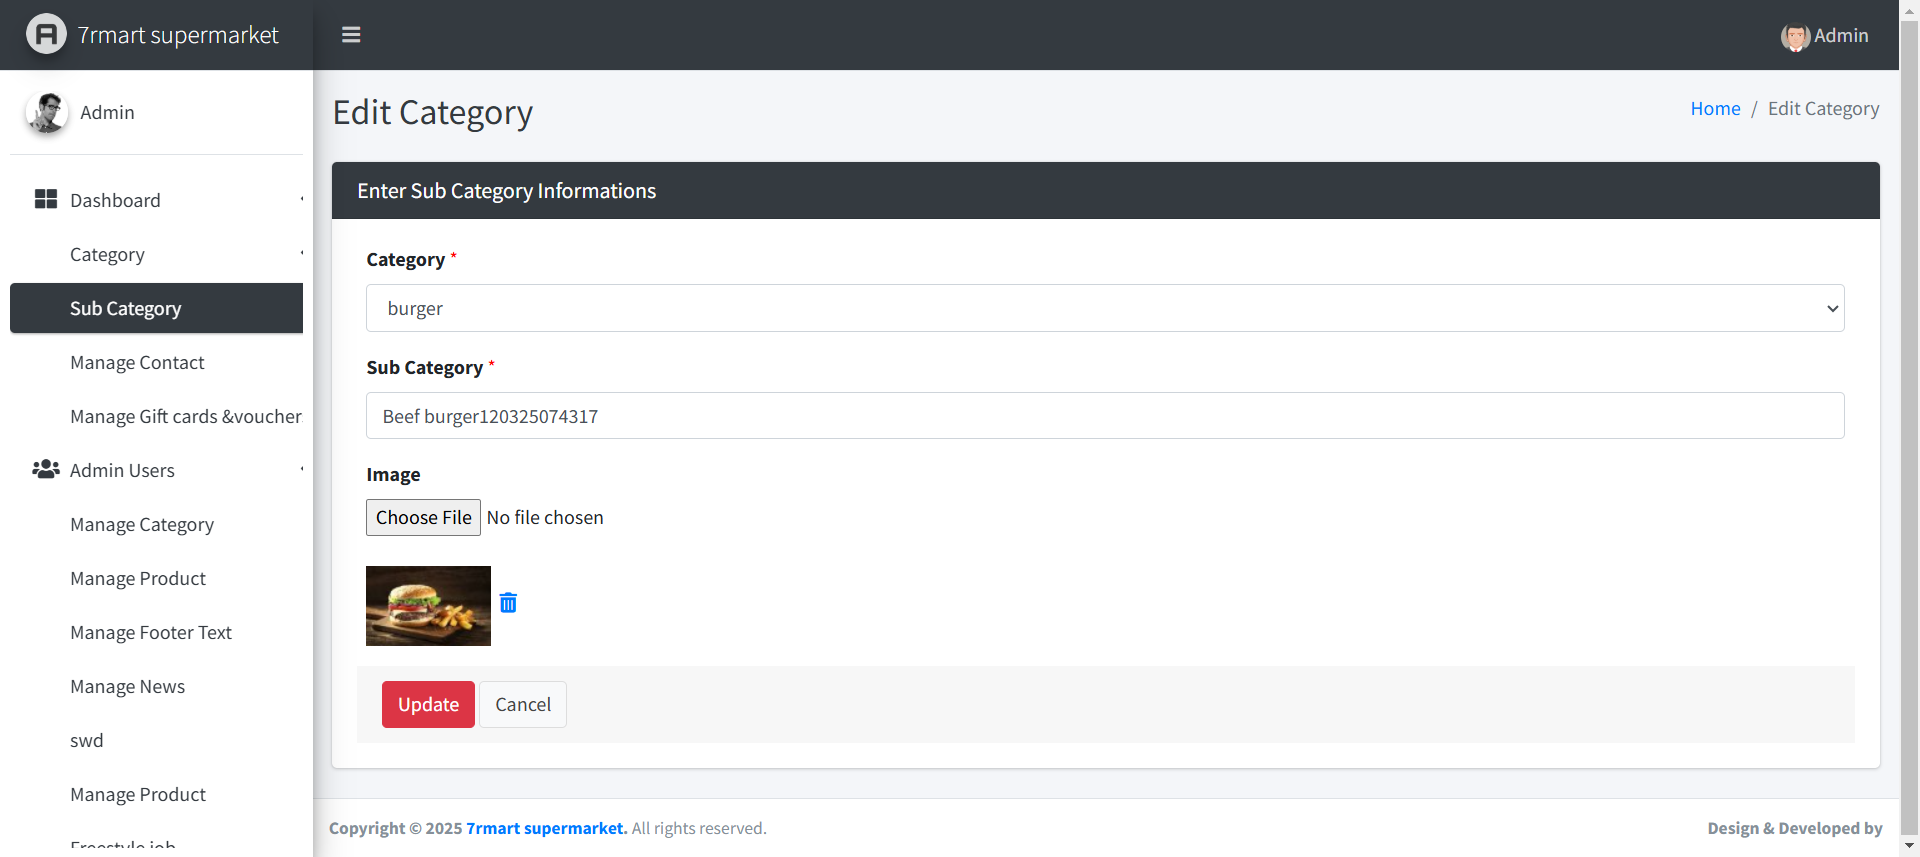 7rmart supermarket
Admin
Admin
Dashboard
Category
Sub Category
Manage Contact
Manage Gift cards &voucher
Admin Users
Manage Category
Manage Product
Manage Footer Text
Manage News
swd
Manage Product
Freestyle job
Edit Category
Home / Edit Category
Enter Sub Category Informations
Category *
burger
Sub Category *
Beef burger120325074317
Image
Choose File No file chosen
Update Cancel
Copyright © 2025 7rmart supermarket. All rights reserved.
Design & Developed by